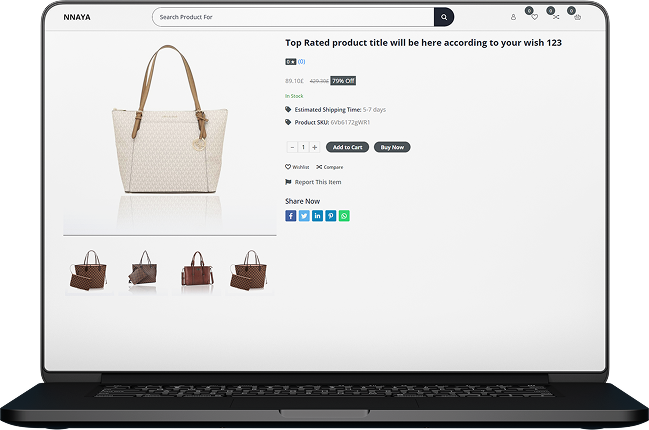 NNAYA
Search Product For
0
0
0
Top Rated product title will be here according to your wish 123
0 ★ (0)
89.10£ 429.39£ 79% Off
In Stock
Estimated Shipping Time: 5-7 days
Product SKU: 6Vb6172gWR1
- 1 +
Add to Cart
Buy Now
Wishlist
Compare
Report This Item
Share Now